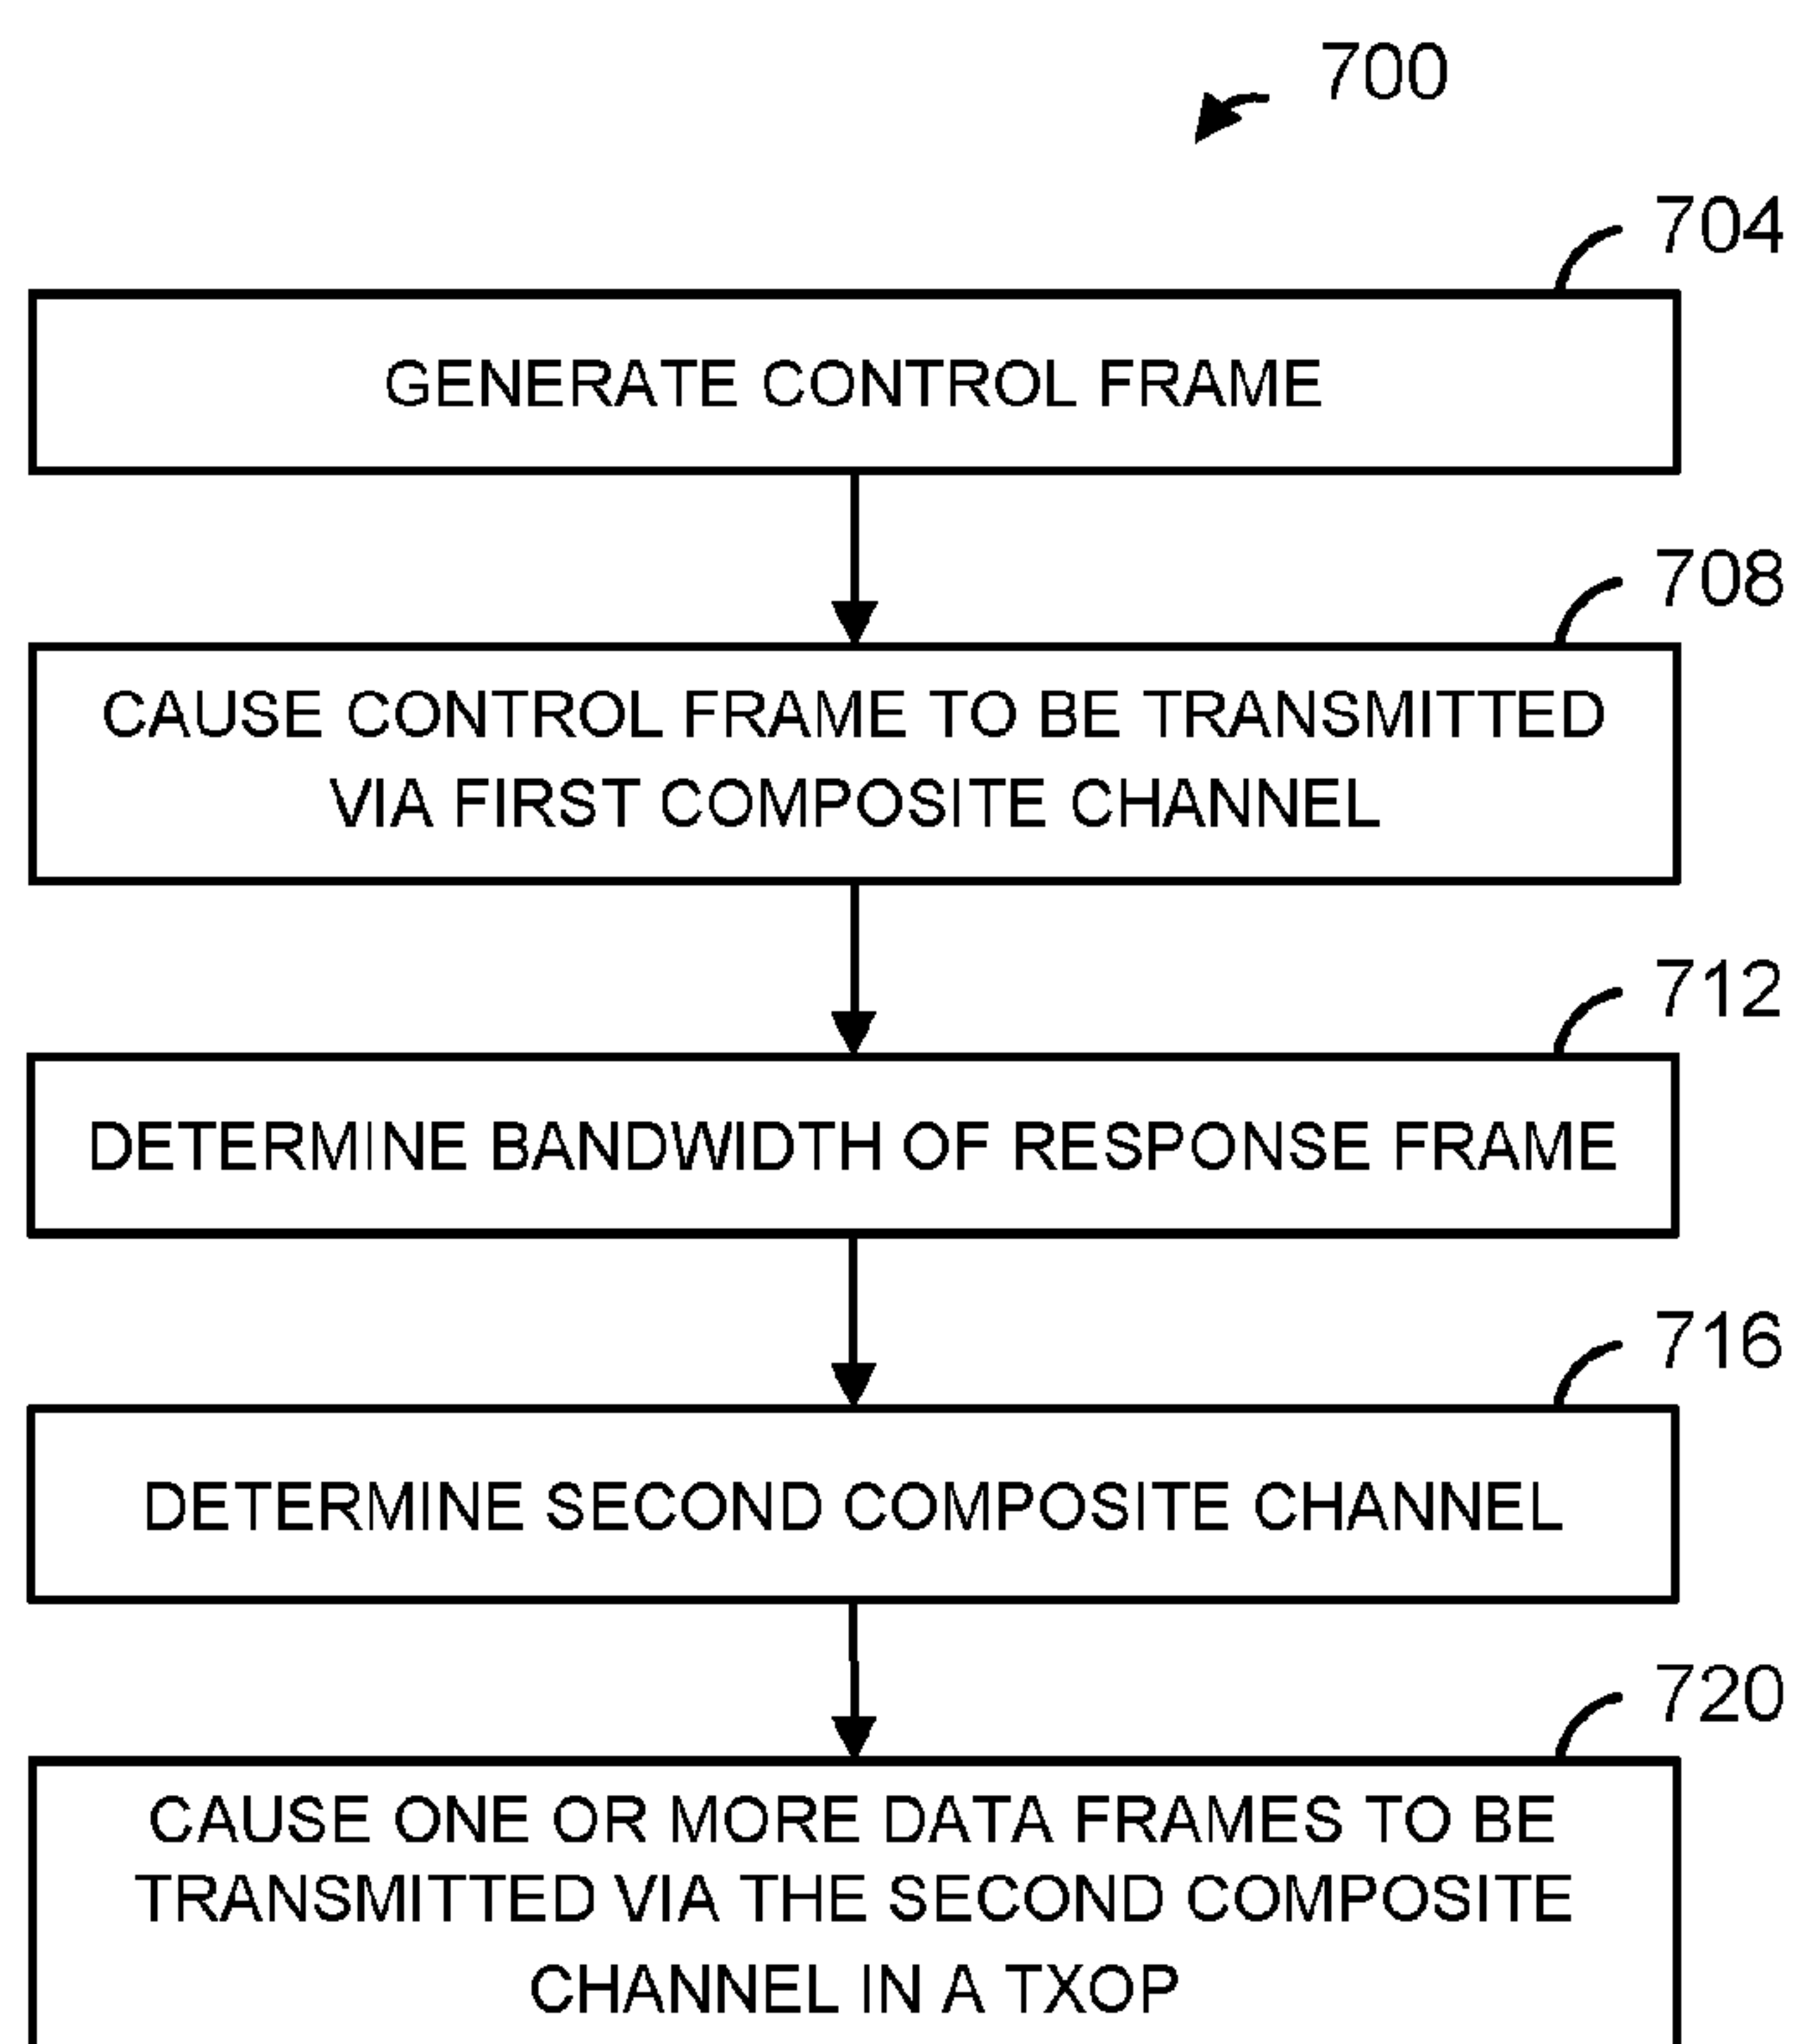 700
704
GENERATE CONTROL FRAME
708
CAUSE CONTROL FRAME TO BE TRANSMITTED
VIA FIRST COMPOSITE CHANNEL
712
DETERMINE BANDWIDTH OF RESPONSE FRAME
716
DETERMINE SECOND COMPOSITE CHANNEL
720
CAUSE ONE OR MORE DATA FRAMES TO BE
TRANSMITTED VIA THE SECOND COMPOSITE
CHANNEL IN A TXOP